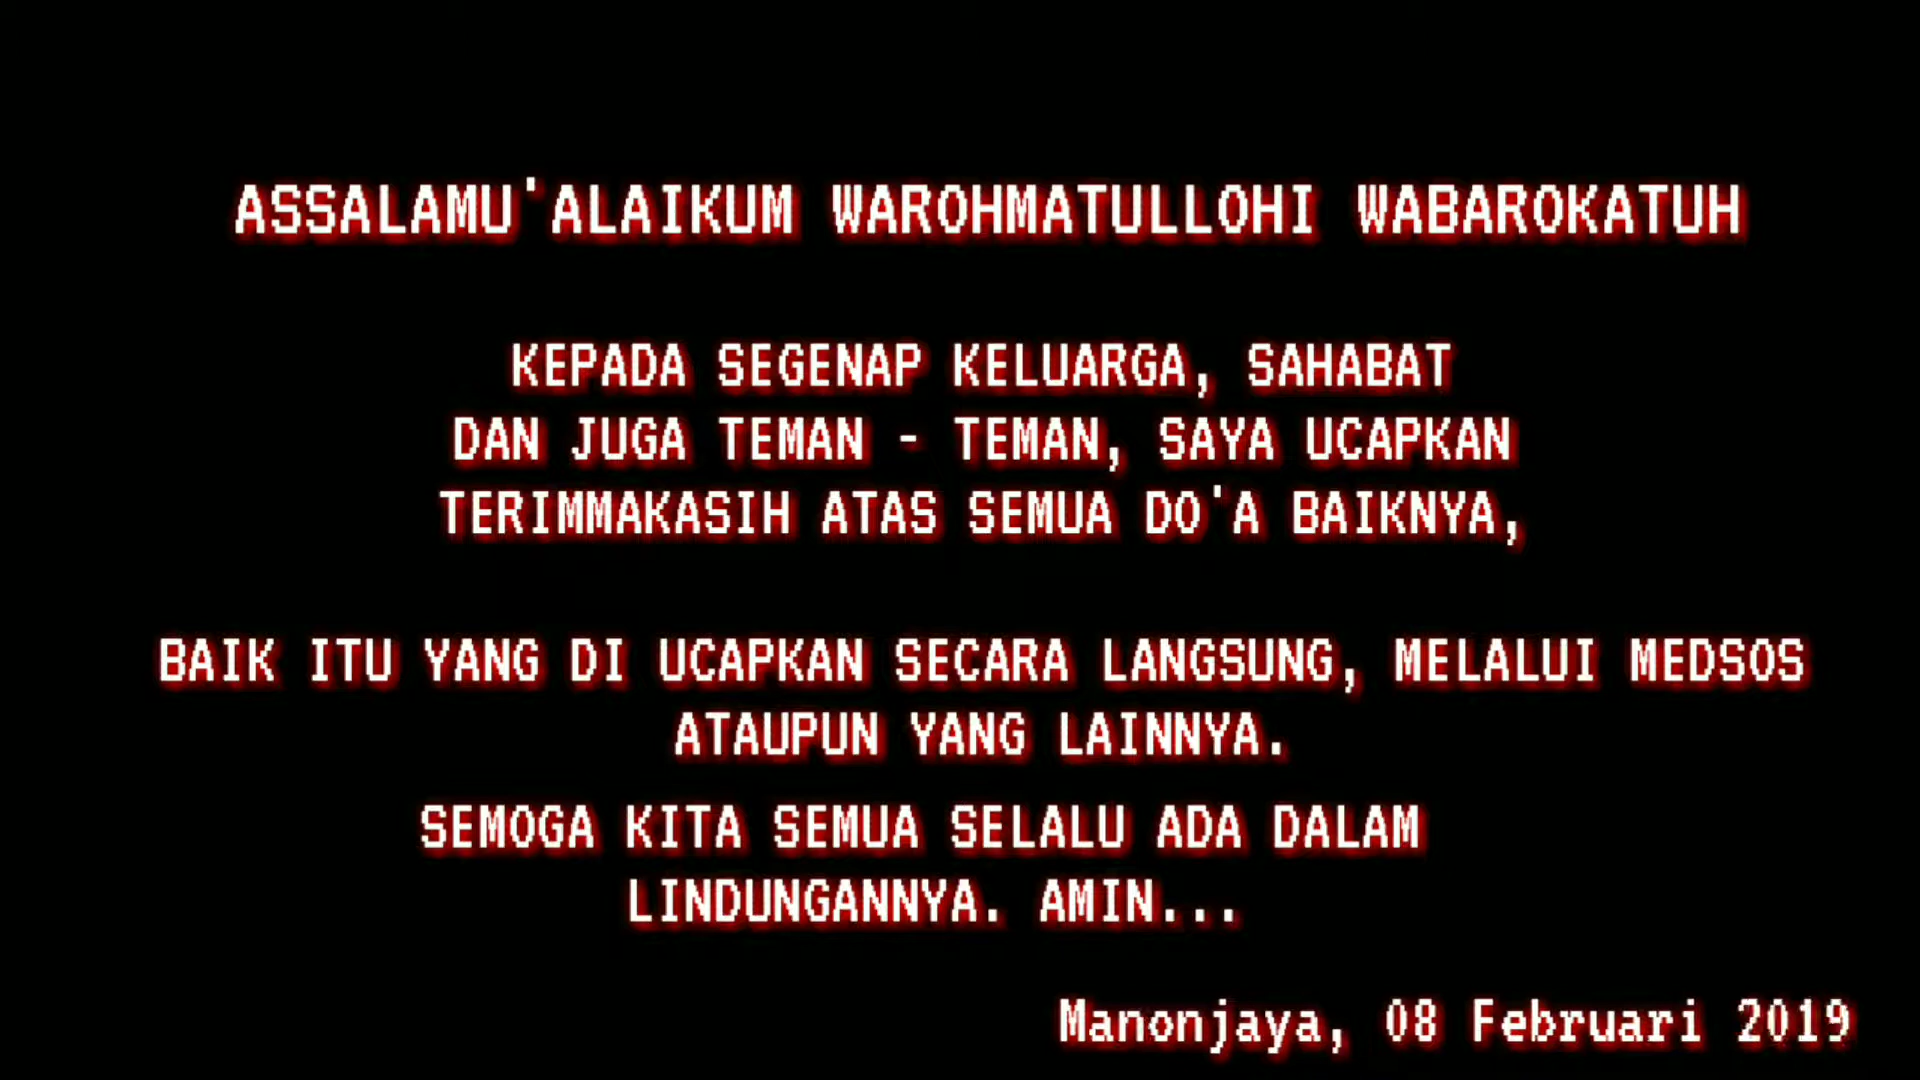 ASSALAMU'ALAIKUM WAROHMATULLOHI WABAROKATUH
KEPADA SEGENAP KELUARGA, SAHABAT
DAN JUGA TEMAN - TEMAN, SAYA UCAPKAN
TERIMMAKASIH ATAS SEMUA DO'A BAIKNYA,
BAIK ITU YANG DI UCAPKAN SECARA LANGSUNG, MELALUI MEDSOS
ATAUPUN YANG LAINNYA.
SEMOGA KITA SEMUA SELALU ADA DALAM
LINDUNGANNYA. AMIN...
Manonjaya, 08 Februari 2019